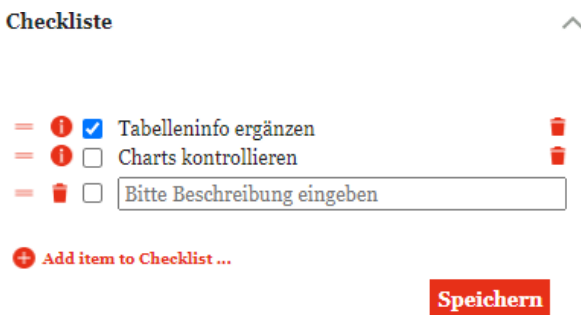 Checkliste
Tabelleninfo ergänzen
Charts kontrollieren
Bitte Beschreibung eingeben
Add item to Checklist ...
Speichern